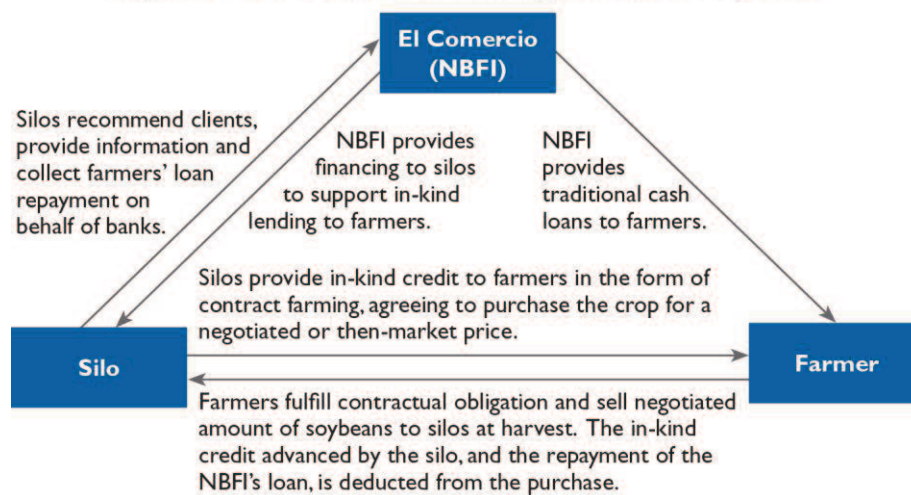 El Comercio
(NBFI)
Silos recommend clients,
provide information and
collect farmers' loan
repayment on
behalf of banks.
NBFI provides
financing to silos
to support in-kind
lending to farmers.
NBFI
provides
traditional cash
loans to farmers.
Silos provide in-kind credit to farmers in the form of
contract farming, agreeing to purchase the crop for a
negotiated or then-market price.
Silo
Farmer
Farmers fulfill contractual obligation and sell negotiated
amount of soybeans to silos at harvest. The in-kind
credit advanced by the silo, and the repayment of the
NBFI's loan, is deducted from the purchase.